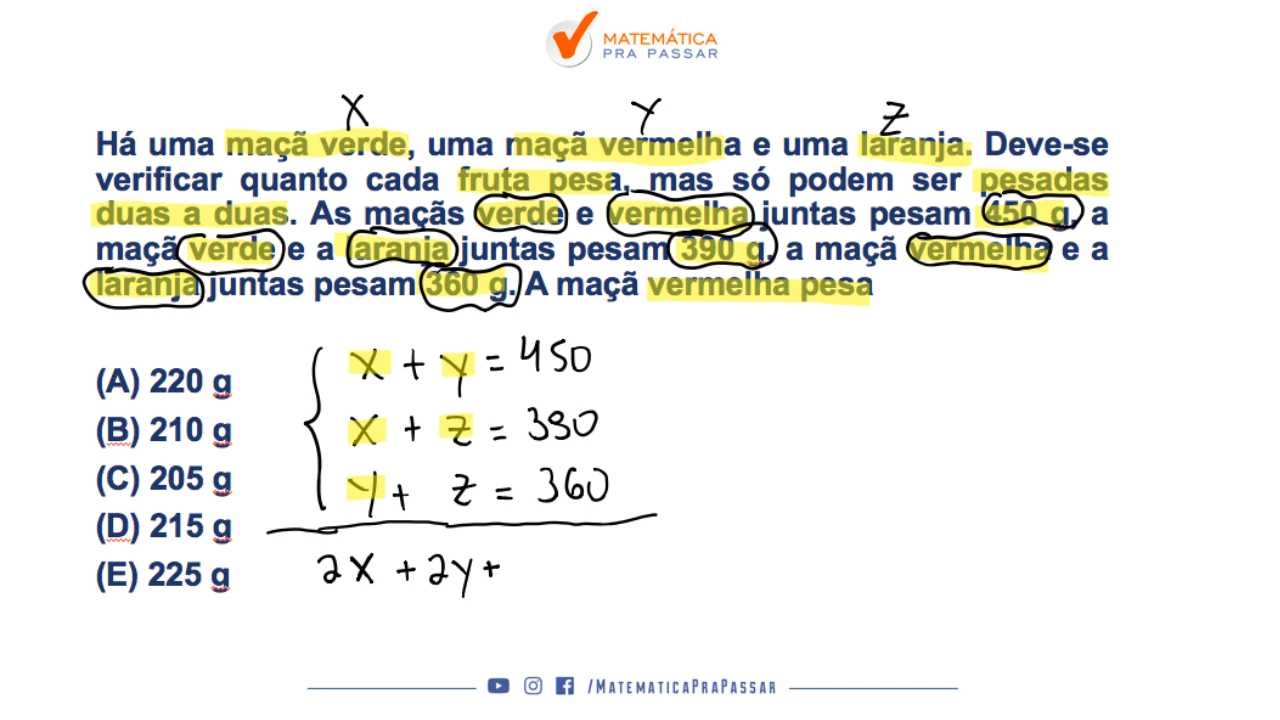 MATEMÁTICA
PRA PASSAR
X Y Z
Há uma maçã verde, uma maçã vermelha e uma laranja. Deve-se
verificar quanto cada fruta pesa, mas só podem ser pesadas
duas a duas. As maçãs verde e vermelha juntas pesam 450 g, a
maçã verde e a laranja juntas pesam 390 g, a maçã vermelha e a
laranja juntas pesam 360 g. A maçã vermelha pesa
(A) 220 g
(B) 210 g
(C) 205 g
(D) 215 g
(E) 225 g
x + y = 450
x + z = 390
y + z = 360
2x + 2y +
/MATEMATICAPRAPASSAR